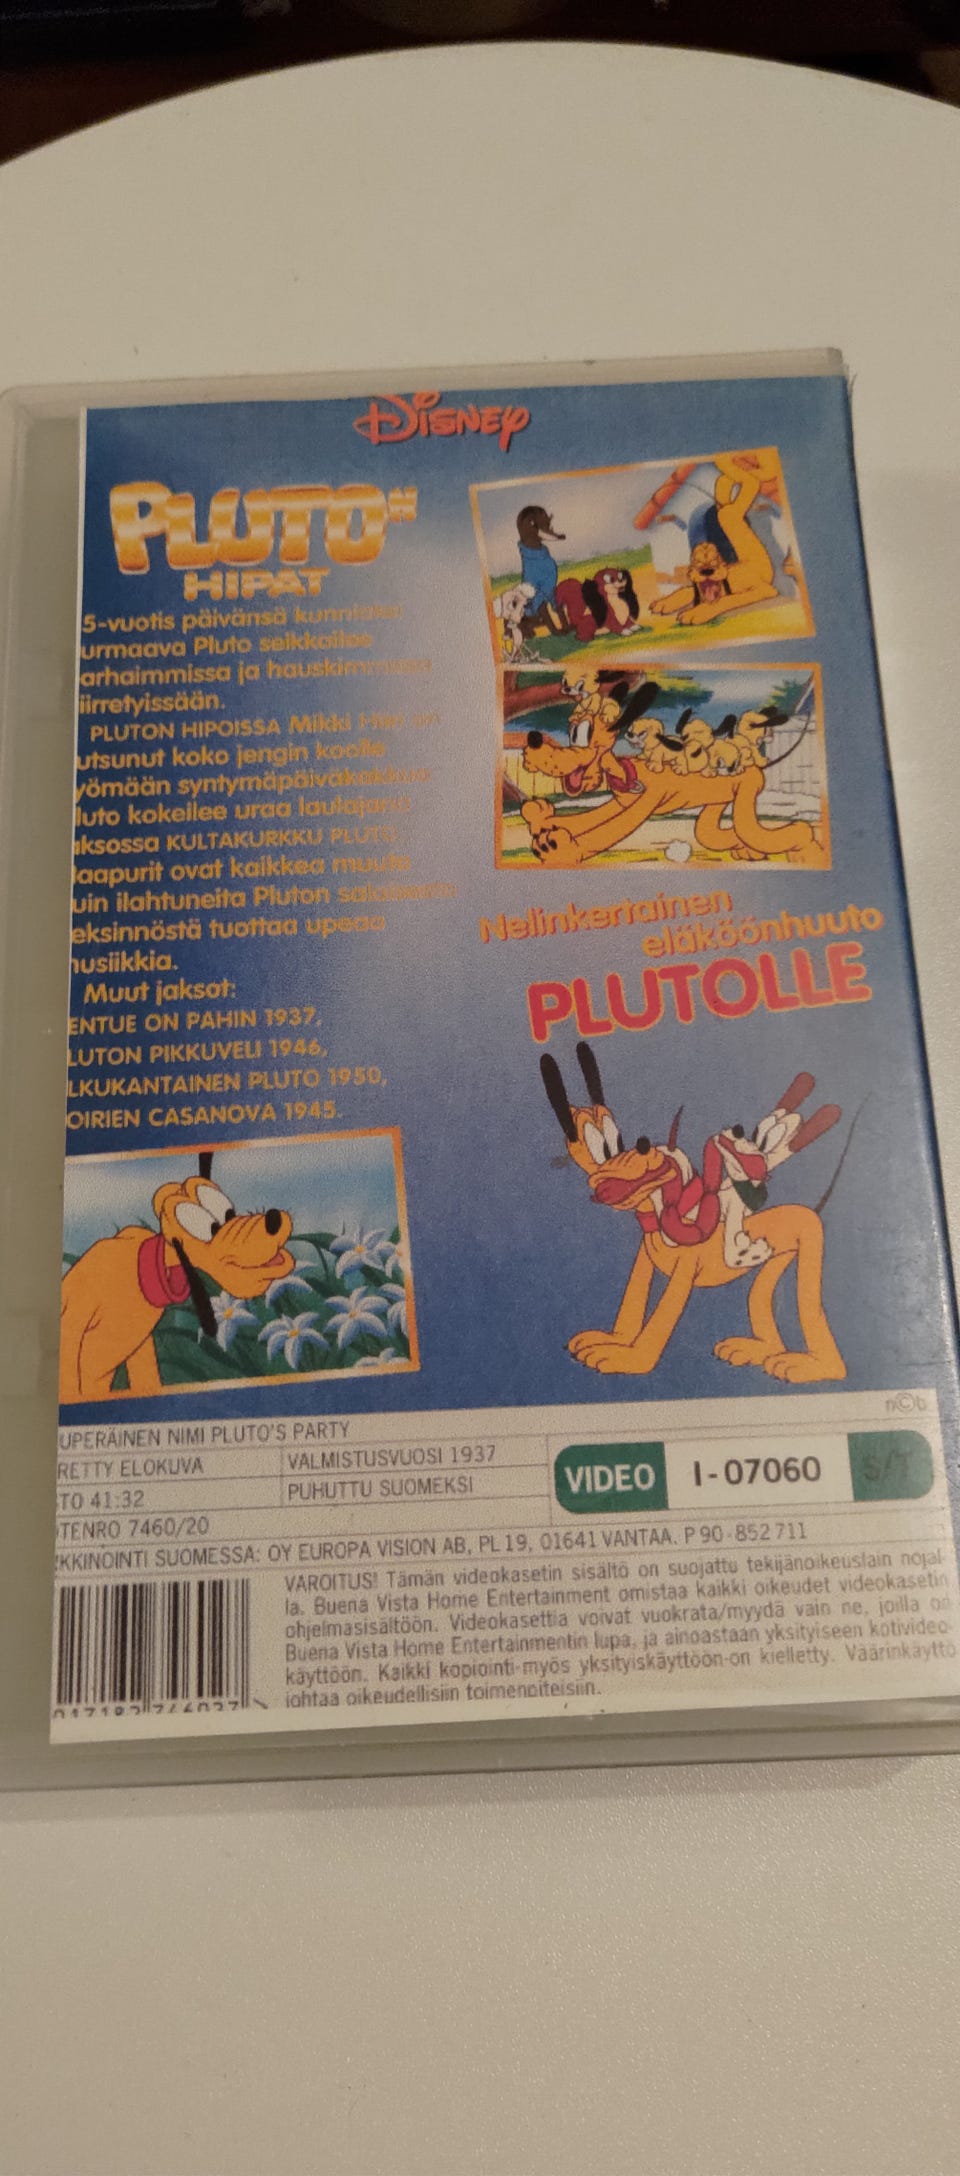 DISNEY
PLUTON
HIPAT
5-vuotis päivänsä
urmaava Pluto seikkailee
arhaimmissa ja hauskimmissa
iirretyissään.
PLUTON HIPOISSA Mikki Hiiri on
utsunut koko jengin koolle
yömään syntymäpäiväkakkua
luto kokeilee uraa laulajana
aksossa KULTAKURKKU PLUTO.
aapurit ovat kaikkea muuta
uin ilahtuneita Pluton
eksinnöstä tuottaa upeaa
usiikkia.
Muut jaksot:
ENTUE ON PAHIN 1937,
LUTON PIKKUVELI 1946,
LKUKANTAINEN PLUTO 1950,
OIRIEN CASANOVA 1945.
Nelinkertainen
eläköönhuuto
PLUTOLLE
n©b
UPERÄINEN NIMI PLUTO'S PARTY
RETTY ELOKUVA
VALMISTUSVUOSI 1937
STO 41:32
PUHUTTU SUOMEKSI
OTENRO 7460/20
VIDEO I-07060 S/T
RKKINOINTI SUOMESSA: OY EUROPA VISION AB, PL 19, 01641 VANTAA. P 90-852 711
VAROITUS! Tämän videokasetin sisältö on suojattu tekijänoikeuslain nojal-
la. Buena Vista Home Entertainment omistaa kaikki oikeudet videokasetin
ohjelmasisältöön. Videokasettia voivat vuokrata/myydä vain ne, joilla on
Buena Vista Home Entertainmentin lupa, ja ainoastaan yksityiseen kotivideo-
käyttöön. Kaikki kopiointi-myös yksityiskäyttöön-on kielletty. Väärinkäyttö
johtaa oikeudellisiin toimenpiteisiin.